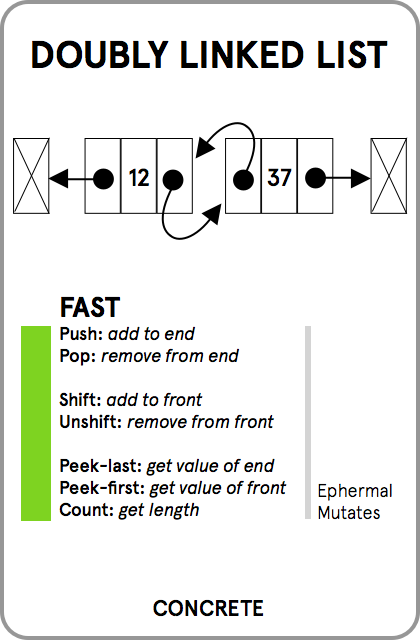 DOUBLY LINKED LIST
12
37
FAST
Push: add to end
Pop: remove from end
Shift: add to front
Unshift: remove from front
Peek-last: get value of end
Peek-first: get value of front
Count: get length
Ephermal
Mutates
CONCRETE